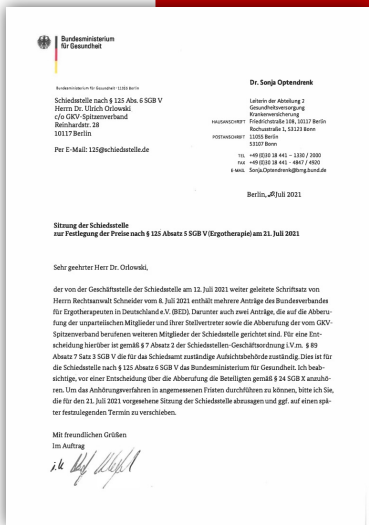 Bundesministerium
für Gesundheit
Bundesministerium für Gesundheit · 11055 Berlin
Schiedsstelle nach § 125 Abs. 6 SGB V
Herrn Dr. Ulrich Orlowski
c/o GKV-Spitzenverband
Reinhardstr. 28
10117 Berlin
Per E-Mail: 125@schiedsstelle.de
Dr. Sonja Optendrenk
Leiterin der Abteilung 2
Gesundheitsversorgung
Krankenversicherung
HAUSANSCHRIFT Friedrichstraße 108, 10117 Berlin
Rochusstraße 1, 53123 Bonn
POSTANSCHRIFT 11055 Berlin
53107 Bonn
TEL +49 (0)30 18 441 – 1330 / 2000
FAX +49 (0)30 18 441 – 4847 / 4920
E-MAIL Sonja.Optendrenk@bmg.bund.de
Berlin, Juli 2021
Sitzung der Schiedsstelle
zur Festlegung der Preise nach § 125 Absatz 5 SGB V (Ergotherapie) am 21. Juli 2021
Sehr geehrter Herr Dr. Orlowski,
der von der Geschäftsstelle der Schiedsstelle am 12. Juli 2021 weiter geleitete Schriftsatz von
Herrn Rechtsanwalt Schneider vom 8. Juli 2021 enthält mehrere Anträge des Bundesverbandes
für Ergotherapeuten in Deutschland e.V. (BED). Darunter auch zwei Anträge, die auf die Abberu-
fung der unparteiischen Mitglieder und ihrer Stellvertreter sowie die Abberufung der vom GKV-
Spitzenverband berufenen weiteren Mitglieder der Schiedsstelle gerichtet sind. Für eine Ent-
scheidung hierüber ist gemäß § 7 Absatz 2 der Schiedsstellen-Geschäftsordnung i.V.m. § 89
Absatz 7 Satz 3 SGB V die für das Schiedsamt zuständige Aufsichtsbehörde zuständig. Dies ist für
die Schiedsstelle nach § 125 Absatz 6 SGB V das Bundesministerium für Gesundheit. Ich beab-
sichtige, vor einer Entscheidung über die Abberufung die Beteiligten gemäß § 24 SGB X anzuhö-
ren. Um das Anhörungsverfahren in angemessenen Fristen durchführen zu können, bitte ich Sie,
die für den 21. Juli 2021 vorgesehene Sitzung der Schiedsstelle abzusagen und ggf. auf einen spä-
ter festzulegenden Termin zu verschieben.
Mit freundlichen Grüßen
Im Auftrag